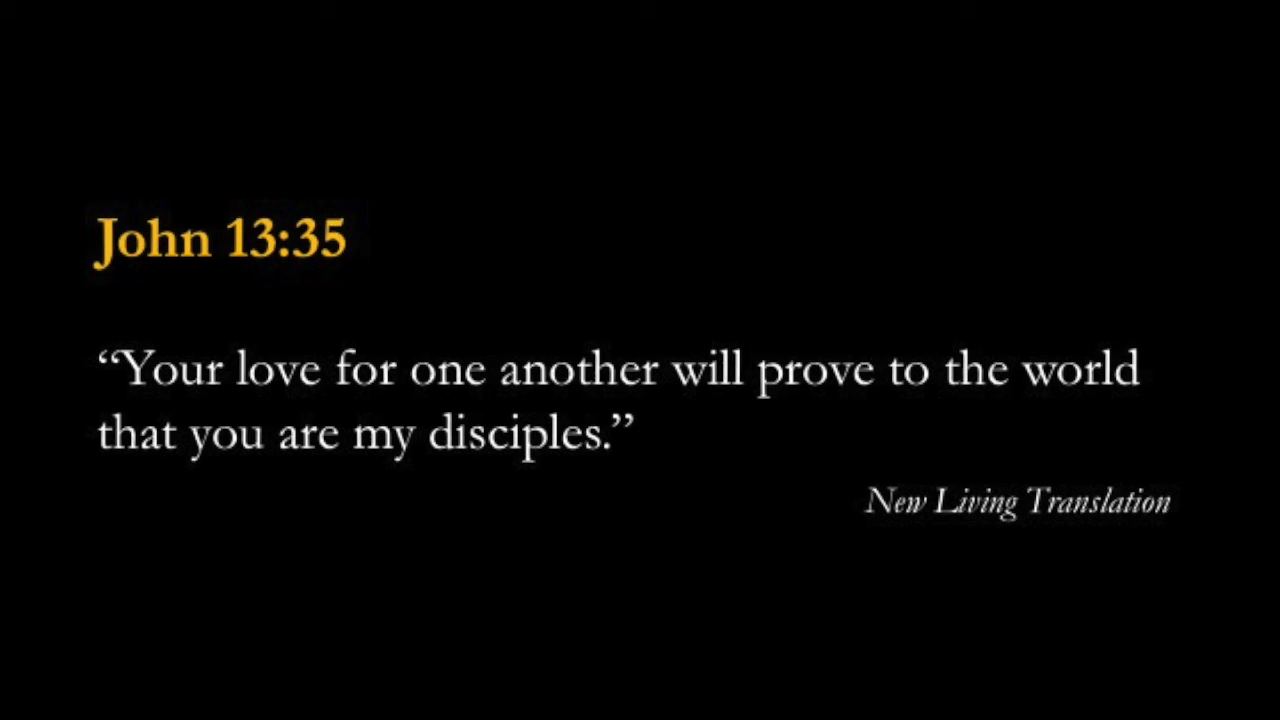 John 13:35
“Your love for one another will prove to the world
that you are my disciples.”
New Living Translation